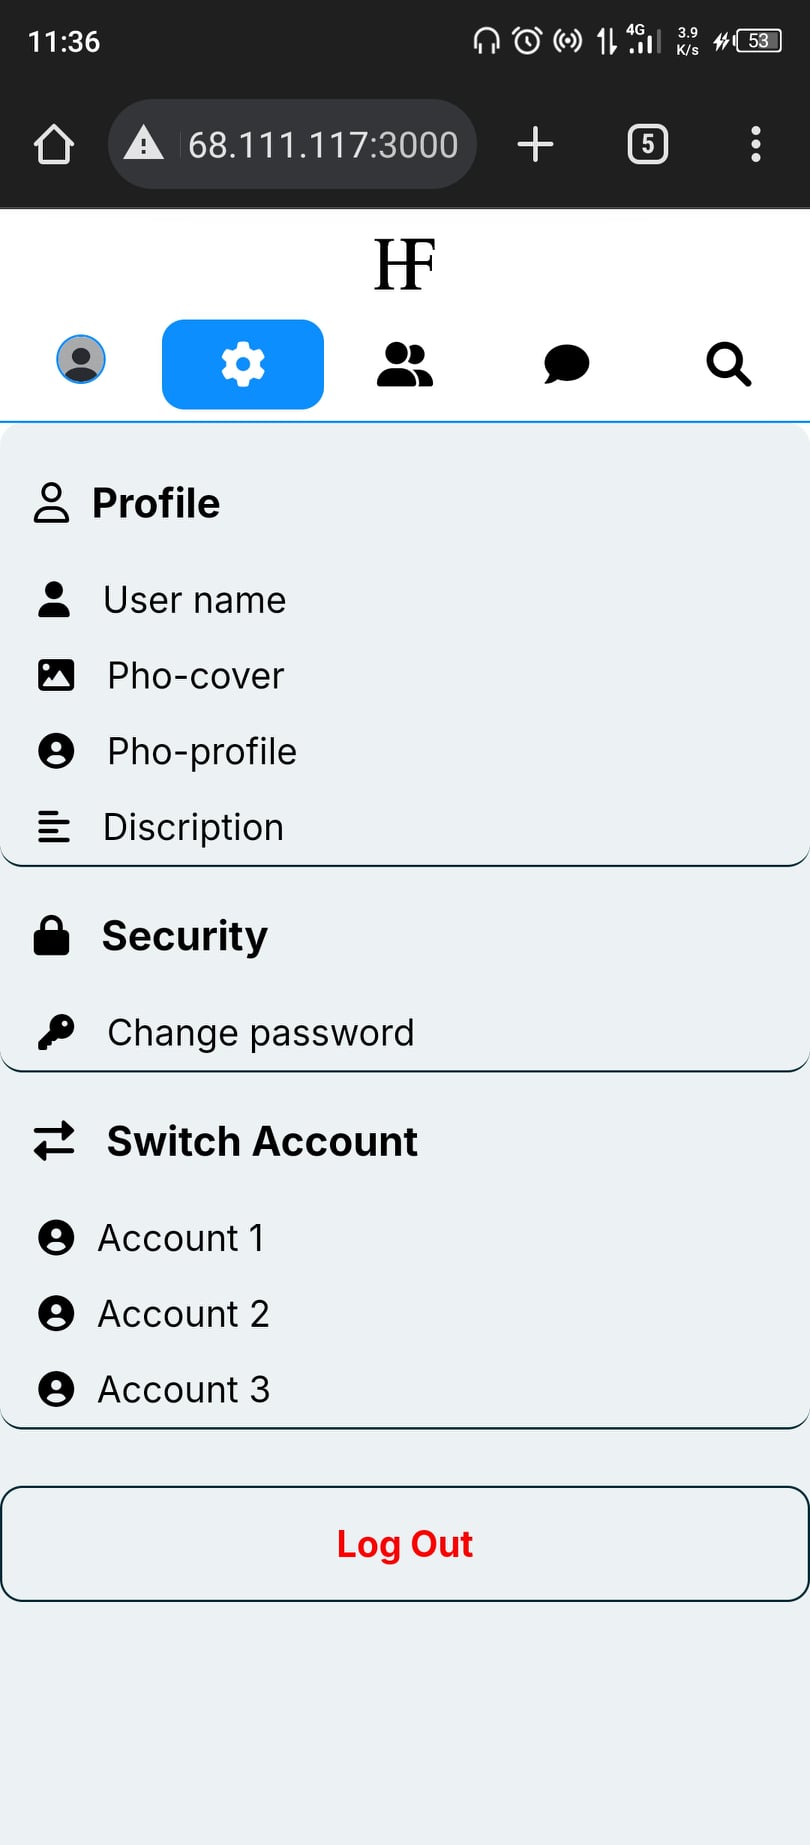 11:36
4G
3.9
K/s
53
68.111.117:3000
5
HF
Profile
User name
Pho-cover
Pho-profile
Discription
Security
Change password
Switch Account
Account 1
Account 2
Account 3
Log Out